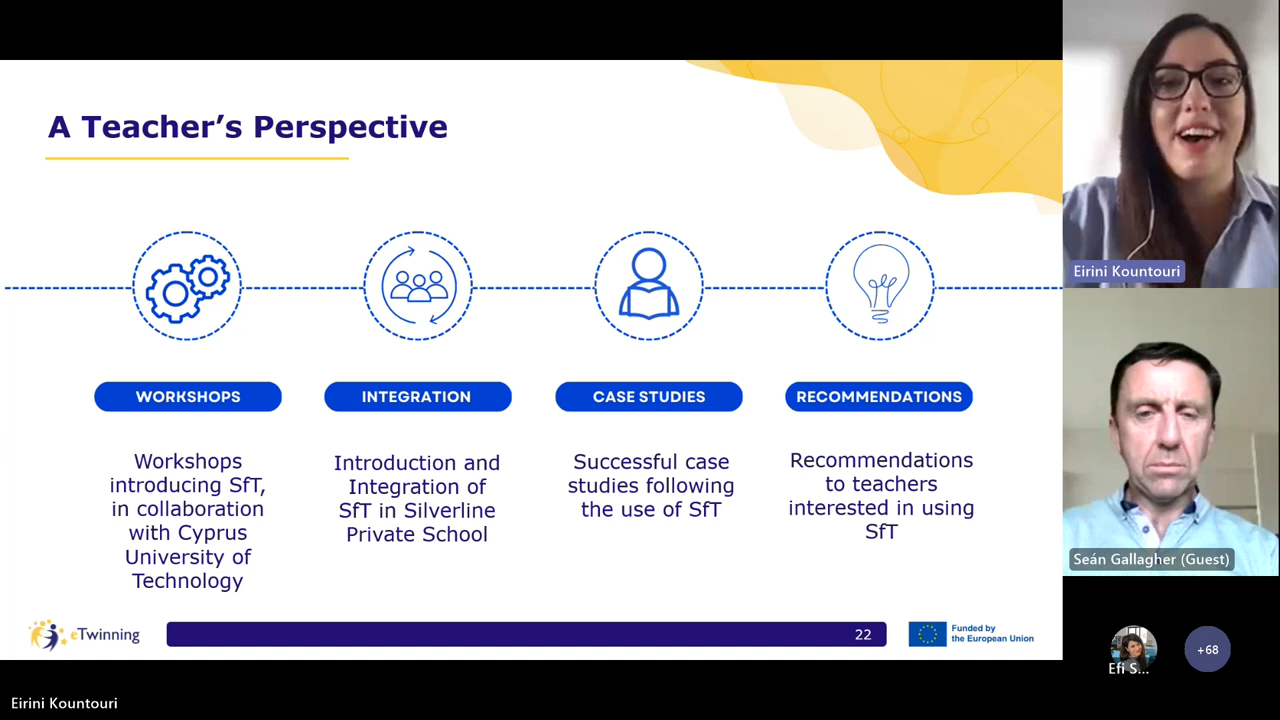 A Teacher’s Perspective
WORKSHOPS
Workshops
introducing SfT,
in collaboration
with Cyprus
University of
Technology
INTEGRATION
Introduction and
Integration of
SfT in Silverline
Private School
CASE STUDIES
Successful case
studies following
the use of SfT
RECOMMENDATIONS
Recommendations
to teachers
interested in using
SfT
eTwinning
22
Funded by
the European Union
Eirini Kountouri
Seán Gallagher (Guest)
Efi S...
+68
Eirini Kountouri